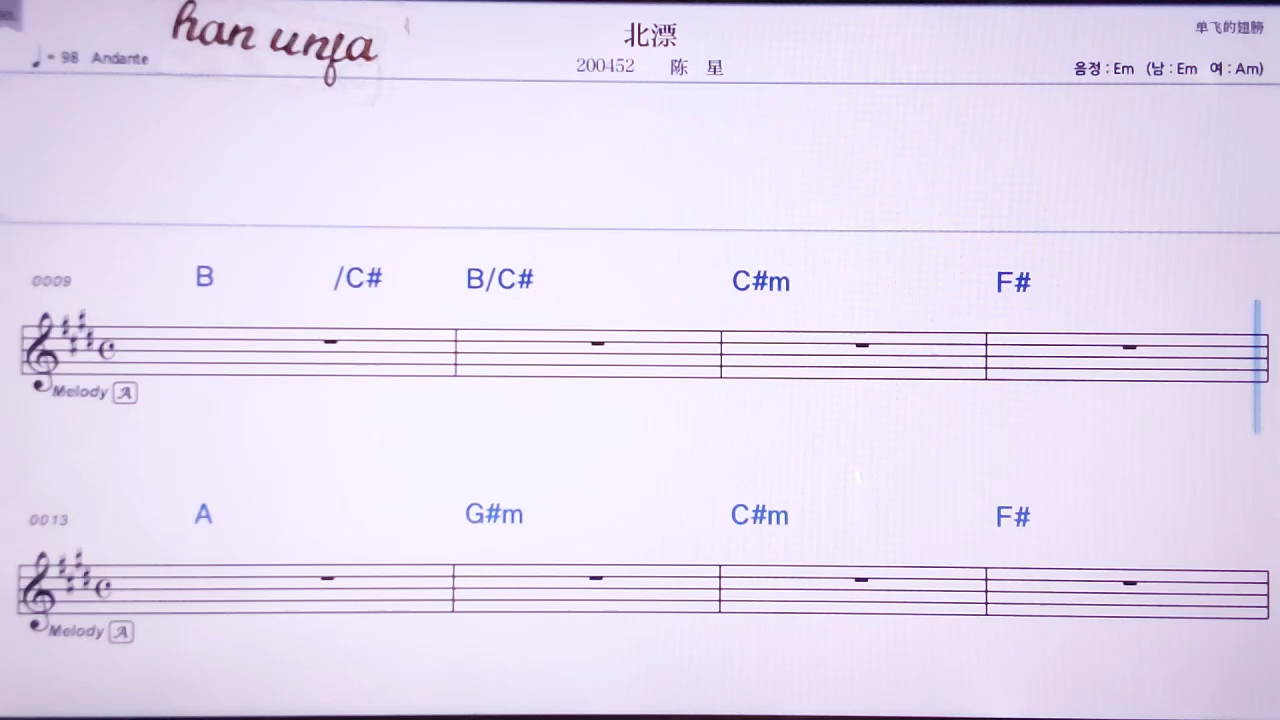 han unfa
北漂
单飞的翅膀
♩= 98 Andante
200452 陈 星
음정 : Em (남 : Em 여 : Am)
0009 B /C# B/C# C#m F#
Melody A
0013 A G#m C#m F#
Melody A